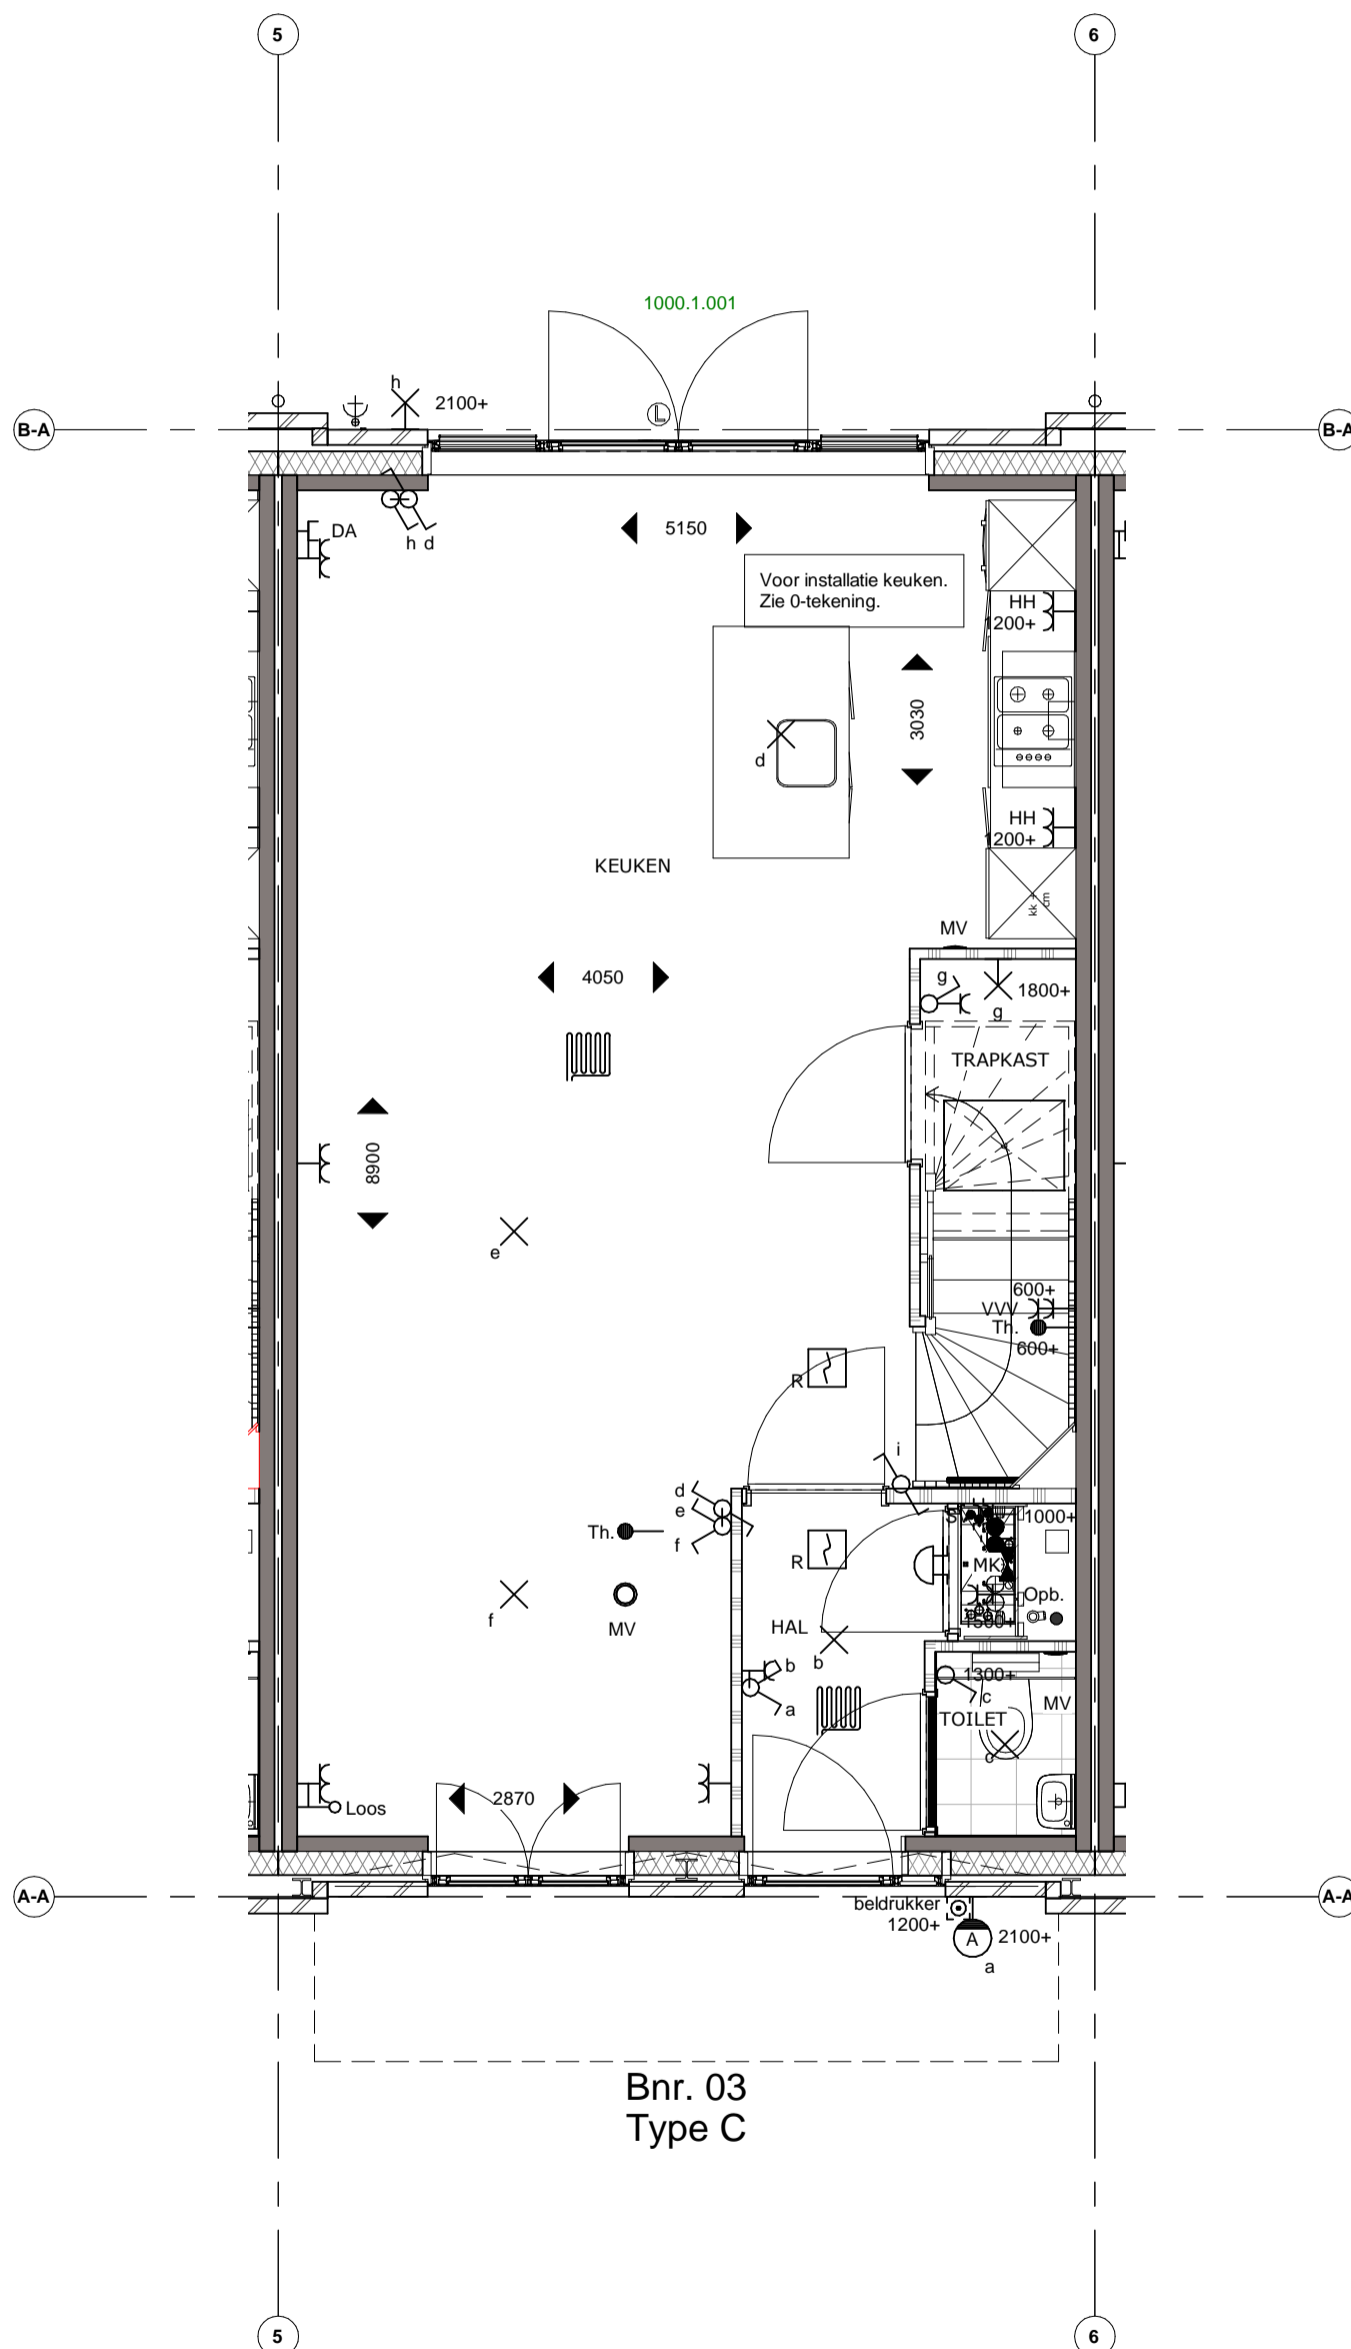 5
6
1000.1.001
h
2100+
L
B-A
B-A
DA
h d
5150
Voor installatie keuken.
Zie 0-tekening.
HH
1200+
3030
d
HH
1200+
KEUKEN
kk +
cm
MV
4050
g
1800+
g
TRAPKAST
8900
e
600+
VVV
Th.
600+
R
i
d
e
f
Th.
1000+
R
MK
Opb.
f
MV
HAL
1500+
b
b
1300+
a
c
MV
TOILET
c
2870
Loos
A-A
A-A
beldrukker
1200+
A
2100+
a
Bnr. 03
Type C
5
6